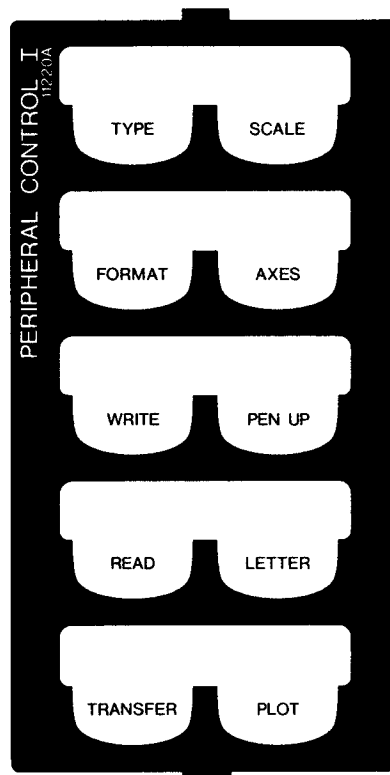 PERIPHERAL CONTROL I
11220A
TYPE SCALE
FORMAT AXES
WRITE PEN UP
READ LETTER
TRANSFER PLOT